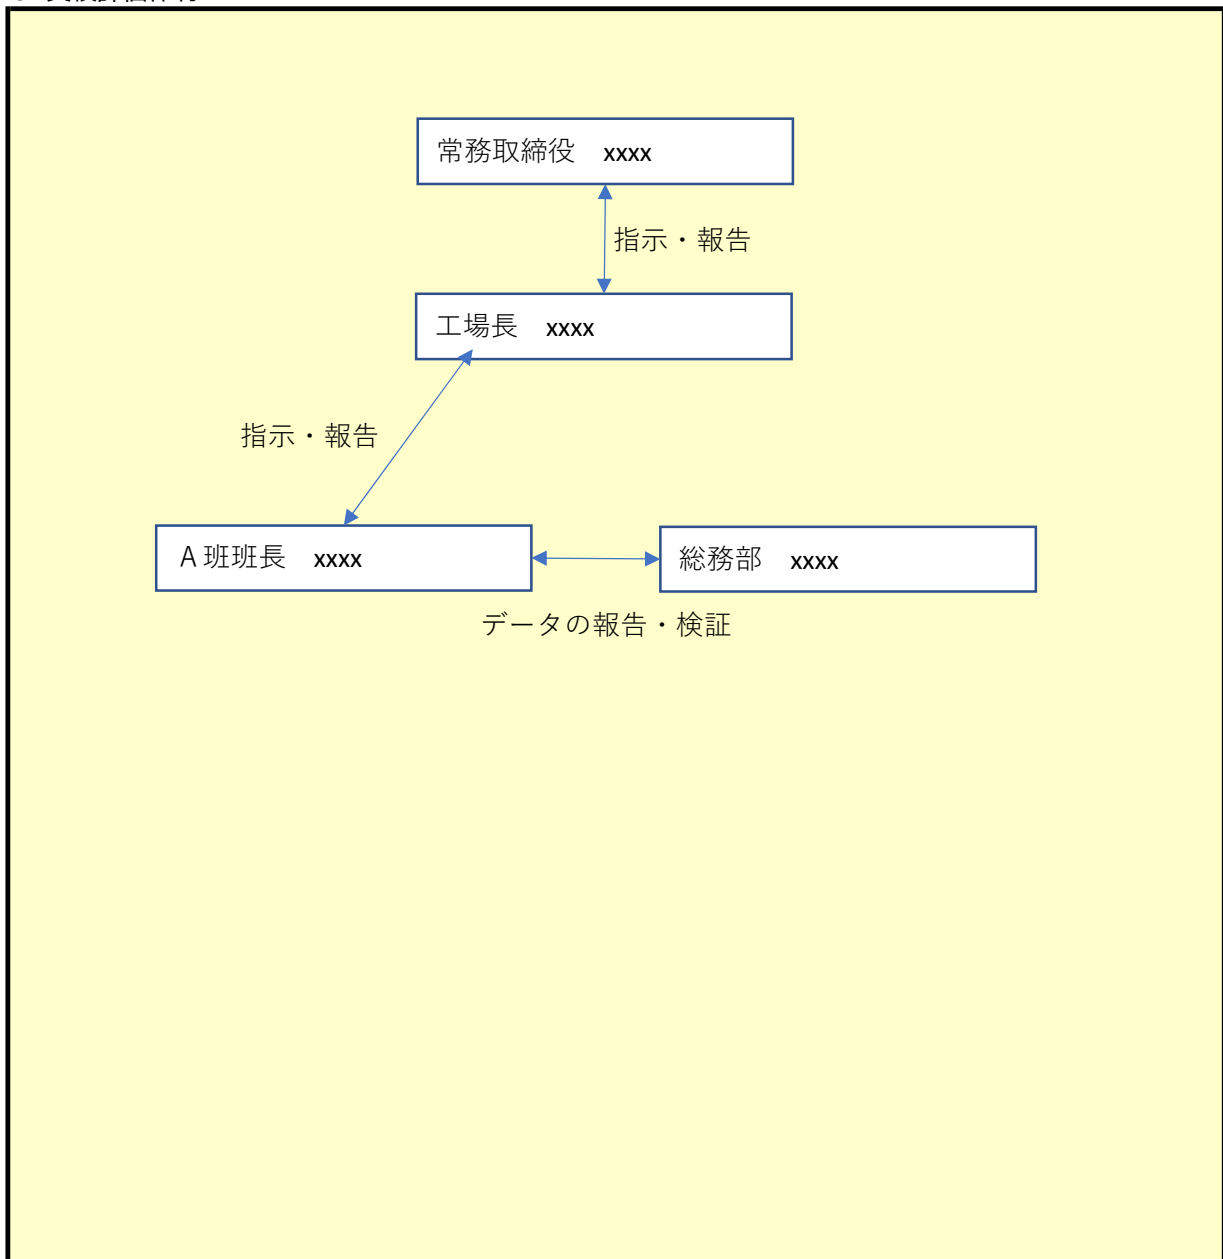 常務取締役　xxxx
指示・報告
工場長　xxxx
指示・報告
A 班班長　xxxx
総務部　xxxx
データの報告・検証